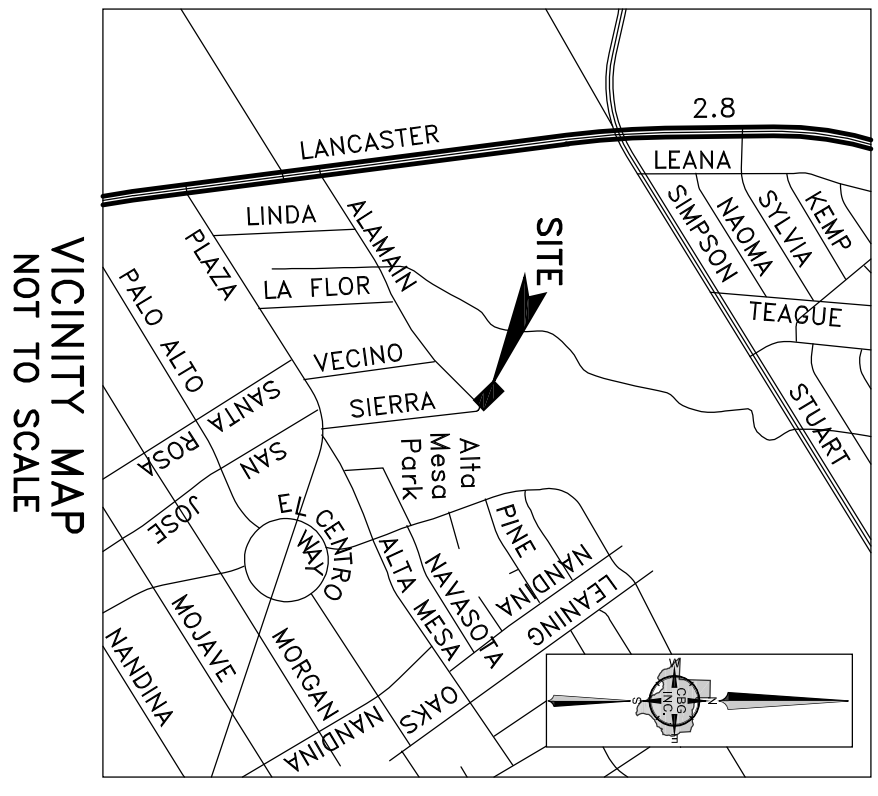 2.8
LANCASTER
LEANA
LINDA
ALAMAIN
SIMPSON
NAOMA
SYLVIA
KEMP
SITE
PLAZA
LA FLOR
TEAGUE
PALO ALTO
VECINO
SANTA ROSA
SIERRA
STUART
SAN JOSE
Alta
Mesa
Park
EL CENTRO
WAY
PINE
NANDINA
ALTA MESA
NAVASOTA
LEANING OAKS
MOJAVE
MORGAN
NANDINA
NANDINA
W
S
N
E
CBG
INC.
VICINITY MAP
NOT TO SCALE